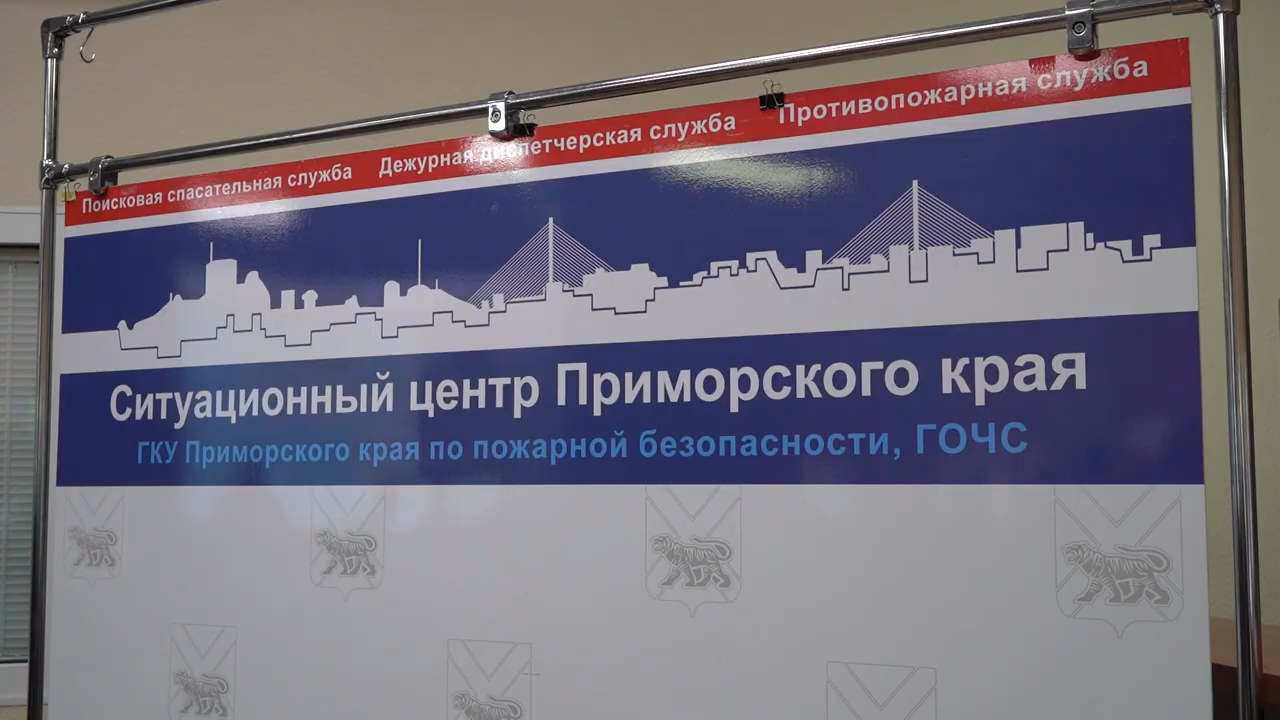 Поисковая спасательная служба Дежурная диспетчерская служба Противопожарная служба
Ситуационный центр Приморского края
ГКУ Приморского края по пожарной безопасности, ГОЧС